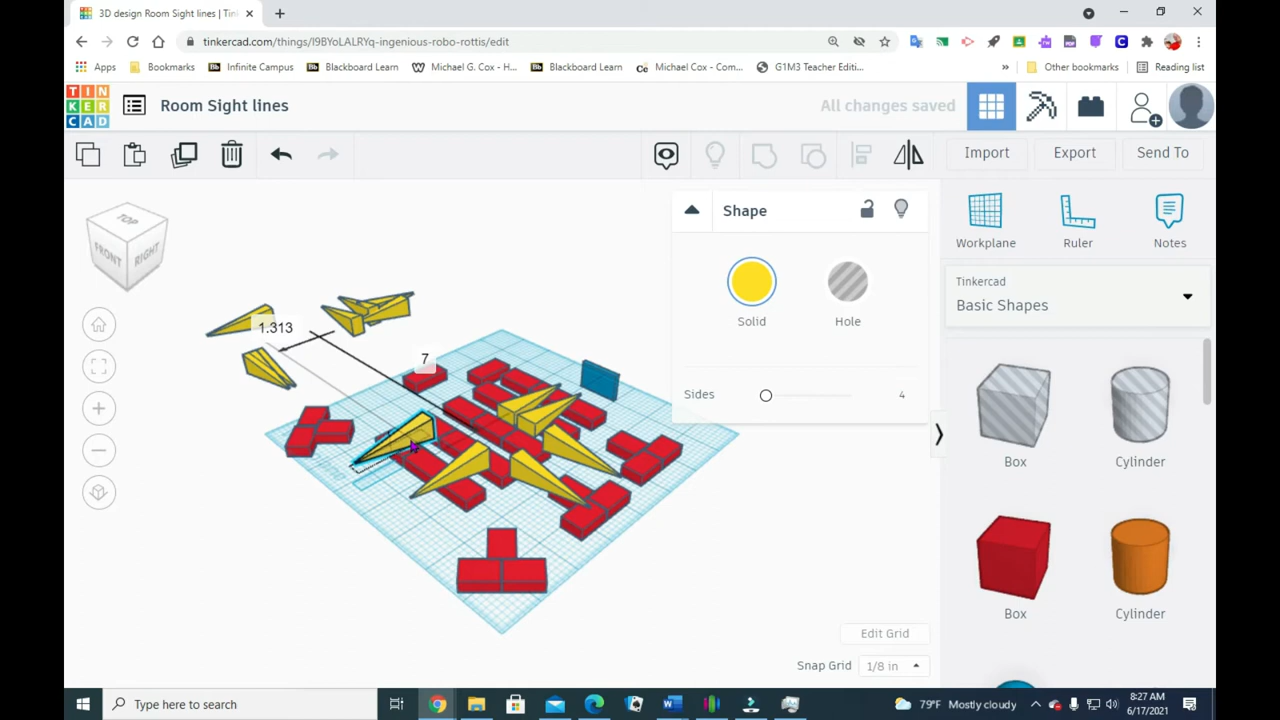 3D design Room Sight lines | Tin
tinkercad.com/things/l9BYoLALRYq-ingenious-robo-rottis/edit
Apps Bookmarks Infinite Campus Blackboard Learn Michael G. Cox - H... Blackboard Learn Michael Cox - Com... G1M3 Teacher Editi... » Other bookmarks Reading list
TIN
KER
CAD
Room Sight lines
All changes saved
Import Export Send To
TOP
FRONT RIGHT
Shape
Solid Hole
Sides 4
1.313
7
Workplane Ruler Notes
Tinkercad
Basic Shapes
Box Cylinder
Box Cylinder
Edit Grid
Snap Grid 1/8 in
Type here to search
79°F Mostly cloudy
8:27 AM
6/17/2021